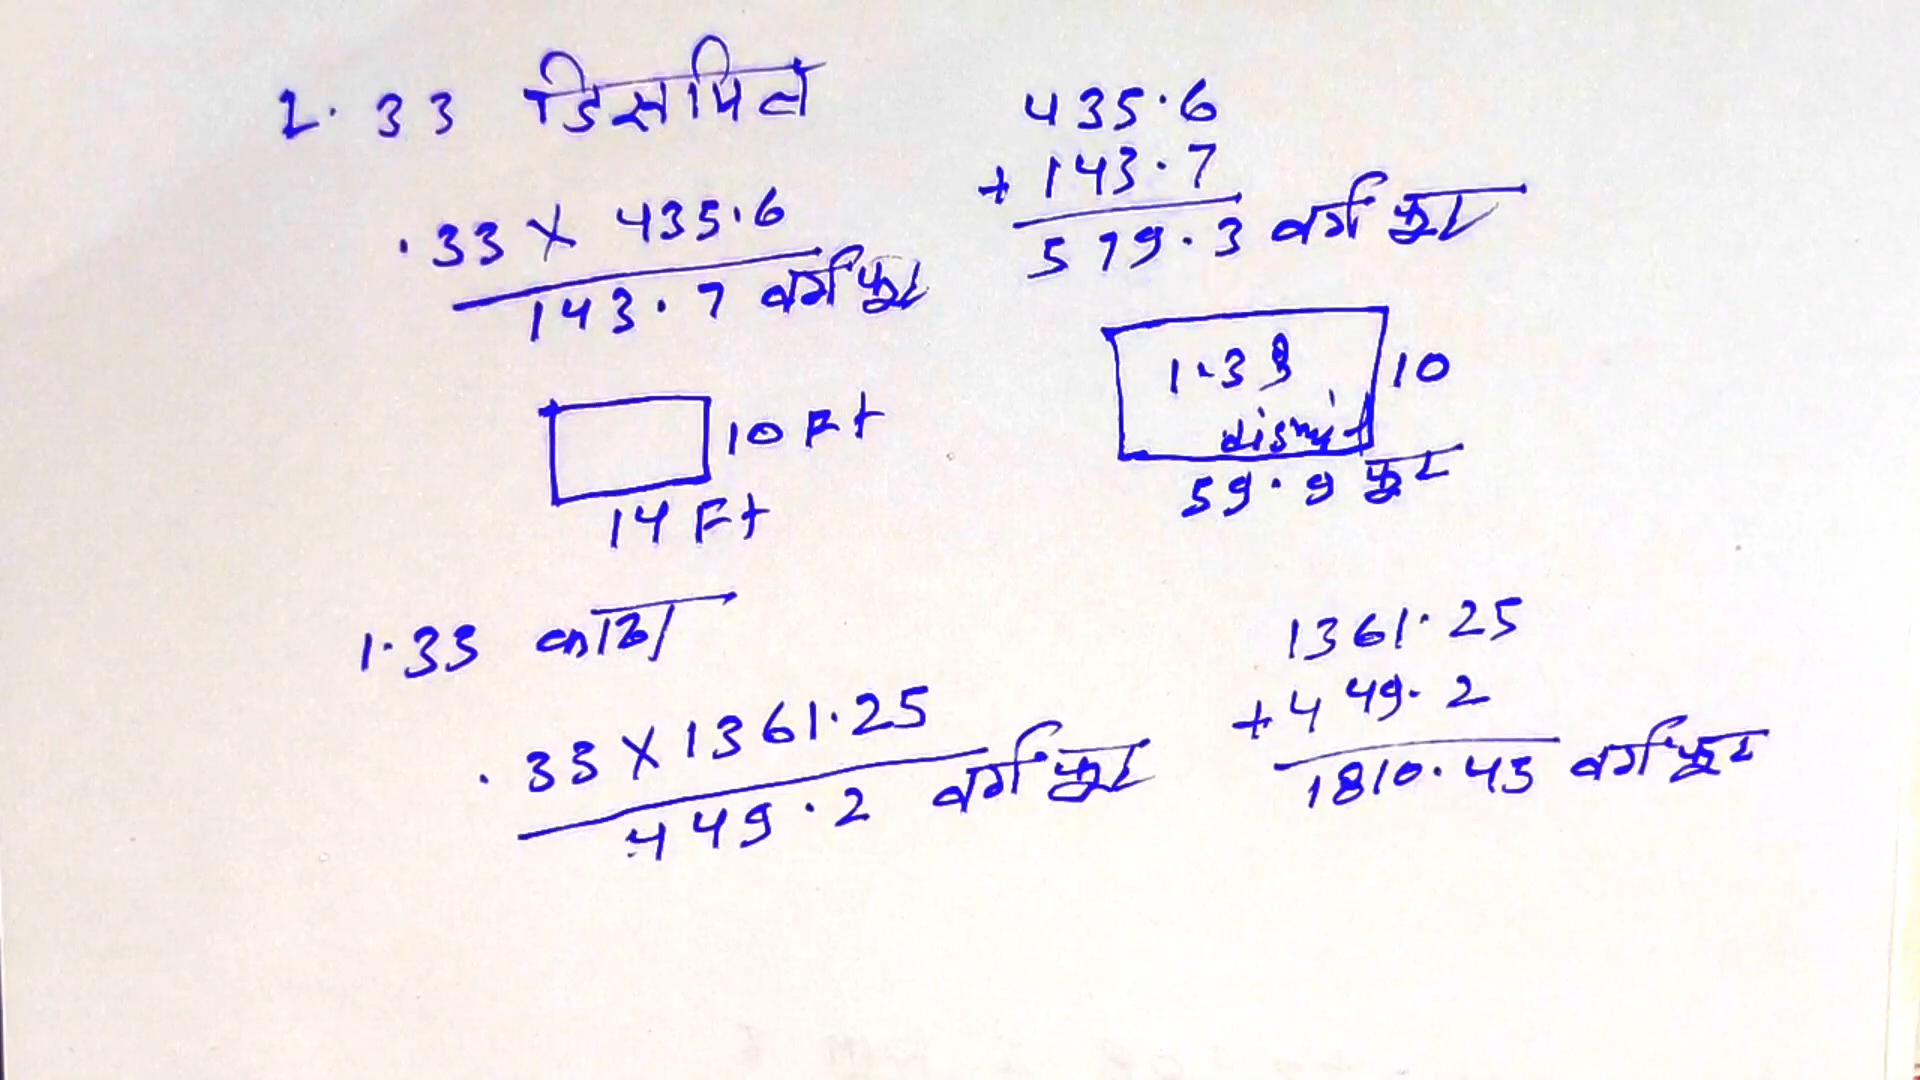 1.33 डिसमिल
.33 X 435.6
143.7 वर्ग फुट
10 Ft
14 Ft
435.6
+ 143.7
579.3 वर्ग फुट
1.33
dismil
10
59.9 फुट
1.33 काठा
.33 X 1361.25
449.2 वर्ग फुट
1361.25
+449.2
1810.43 वर्ग फुट